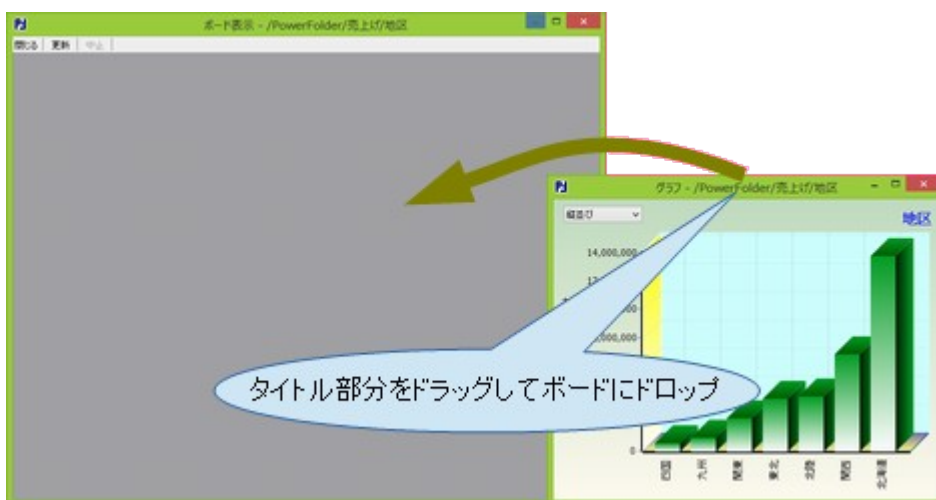 ボード表示 - /PowerFolder/売上げ/地区
閉じる 更新 中止
グラフ - /PowerFolder/売上げ/地区
縦並び
地区
14,000,000
タイトル部分をドラッグしてボードにドロップ
0
四国
九州
関東
東北
北陸
関西
北海道